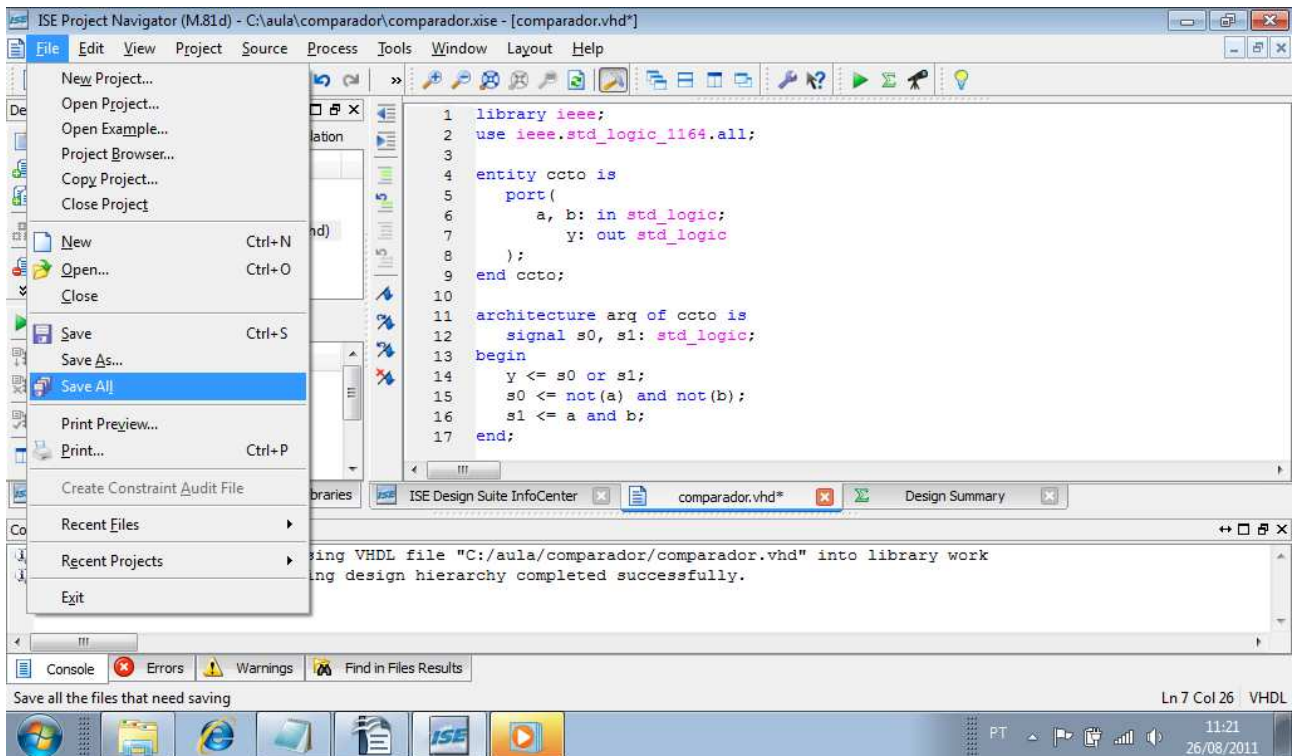 ISE Project Navigator (M.81d) - C:\aula\comparador\comparador.xise - [comparador.vhd*]
File Edit View Project Source Process Tools Window Layout Help
New Project...
Open Project...
Open Example...
Project Browser...
Copy Project...
Close Project
New Ctrl+N
Open... Ctrl+O
Close
Save Ctrl+S
Save As...
Save All
Print Preview...
Print... Ctrl+P
Create Constraint Audit File
Recent Files
Recent Projects
Exit
De
lation
hd)
1 library ieee;
2 use ieee.std_logic_1164.all;
3
4 entity ccto is
5 port(
6 a, b: in std_logic;
7 y: out std_logic
8 );
9 end ccto;
10
11 architecture arq of ccto is
12 signal s0, s1: std_logic;
13 begin
14 y <= s0 or s1;
15 s0 <= not(a) and not(b);
16 s1 <= a and b;
17 end;
braries ISE Design Suite InfoCenter comparador.vhd* Design Summary
Co
sing VHDL file "C:/aula/comparador/comparador.vhd" into library work
ing design hierarchy completed successfully.
Console Errors Warnings Find in Files Results
Save all the files that need saving Ln 7 Col 26 VHDL
ISE PT 11:21
26/08/2011